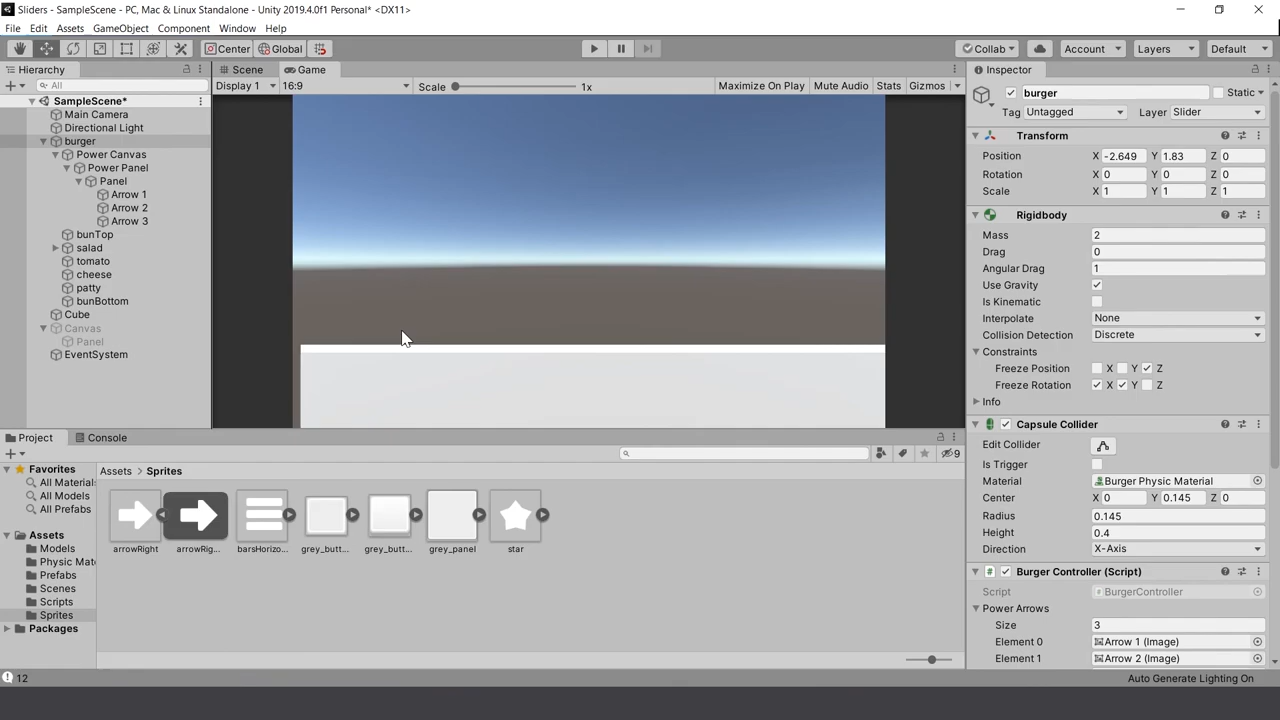 Sliders - SampleScene - PC, Mac & Linux Standalone - Unity 2019.4.0f1 Personal* <DX11>
File Edit Assets GameObject Component Window Help
Center Global Collab Account Layers Default
Hierarchy
All
SampleScene*
Main Camera
Directional Light
burger
Power Canvas
Power Panel
Panel
Arrow 1
Arrow 2
Arrow 3
bunTop
salad
tomato
cheese
patty
bunBottom
Cube
Canvas
Panel
EventSystem
Scene Game
Display 1 16:9 Scale 1x Maximize On Play Mute Audio Stats Gizmos
Inspector
burger Static
Tag Untagged Layer Slider
Transform
Position X -2.649 Y 1.83 Z 0
Rotation X 0 Y 0 Z 0
Scale X 1 Y 1 Z 1
Rigidbody
Mass 2
Drag 0
Angular Drag 1
Use Gravity
Is Kinematic
Interpolate None
Collision Detection Discrete
Constraints
Freeze Position X Y Z
Freeze Rotation X Y Z
Info
Capsule Collider
Edit Collider
Is Trigger
Material Burger Physic Material
Center X 0 Y 0.145 Z 0
Radius 0.145
Height 0.4
Direction X-Axis
Burger Controller (Script)
Script BurgerController
Power Arrows
Size 3
Element 0 Arrow 1 (Image)
Element 1 Arrow 2 (Image)
Project Console
9
Favorites
All Material
All Models
All Prefabs
Assets
Models
Physic Mat
Prefabs
Scenes
Scripts
Sprites
Packages
Assets > Sprites
arrowRight arrowRig... barsHorizo... grey_butt... grey_butt... grey_panel star
12
Auto Generate Lighting On